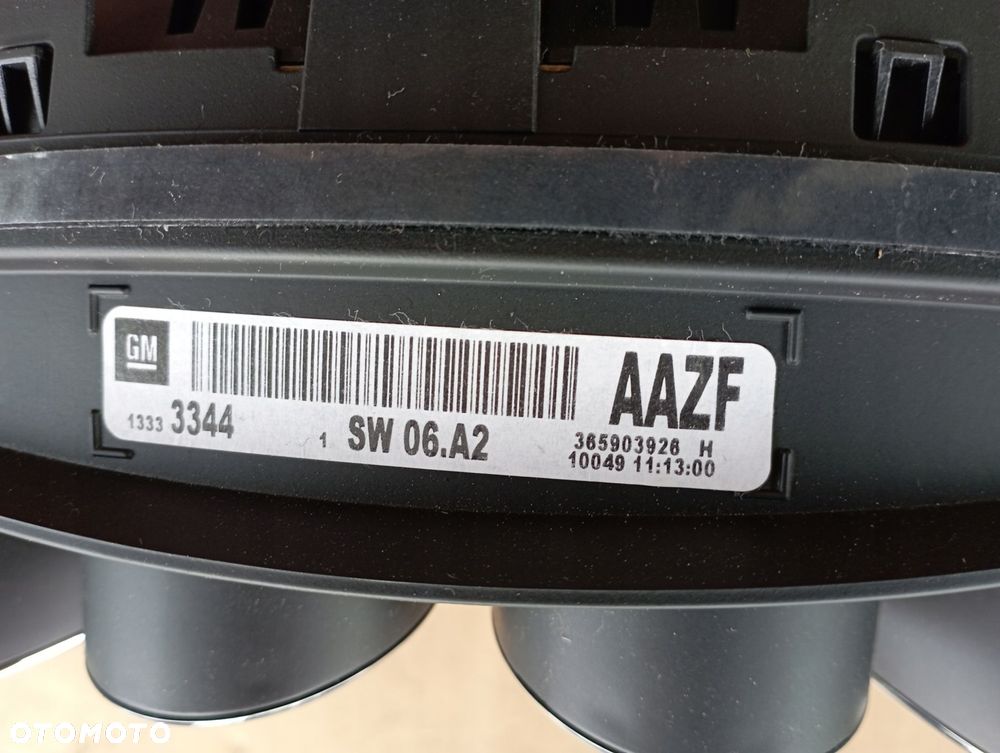 GM
AAZF
1333 3344
1 SW 06.A2
365903926 H
10049 11:13:00
OTOMOTO